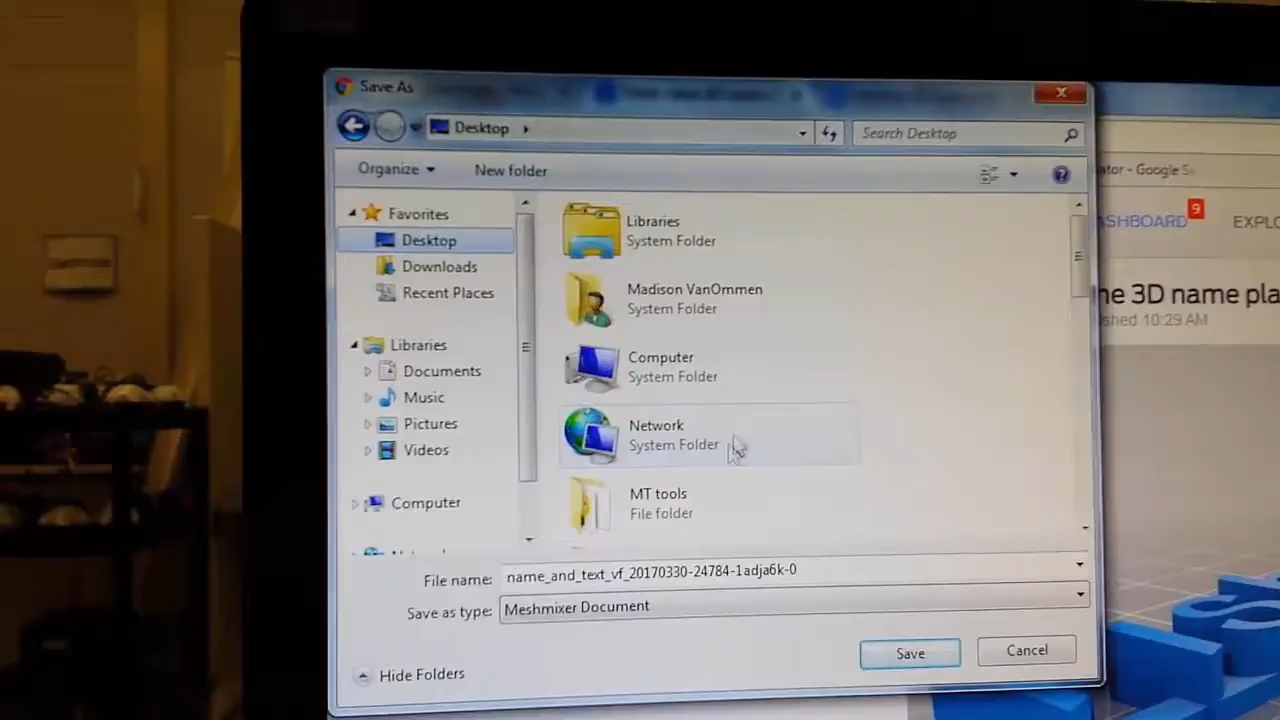 Save As
Desktop
Search Desktop
Organize
New folder
ator - Google S
Favorites
Desktop
Downloads
Recent Places
Libraries
Documents
Music
Pictures
Videos
Computer
Libraries
System Folder
Madison VanOmmen
System Folder
Computer
System Folder
Network
System Folder
MT tools
File folder
ASHBOARD
9
EXPLO
ne 3D name pla
shed 10:29 AM
File name: name_and_text_vf_20170330-24784-1adja6k-0
Save as type: Meshmixer Document
Hide Folders
Save
Cancel